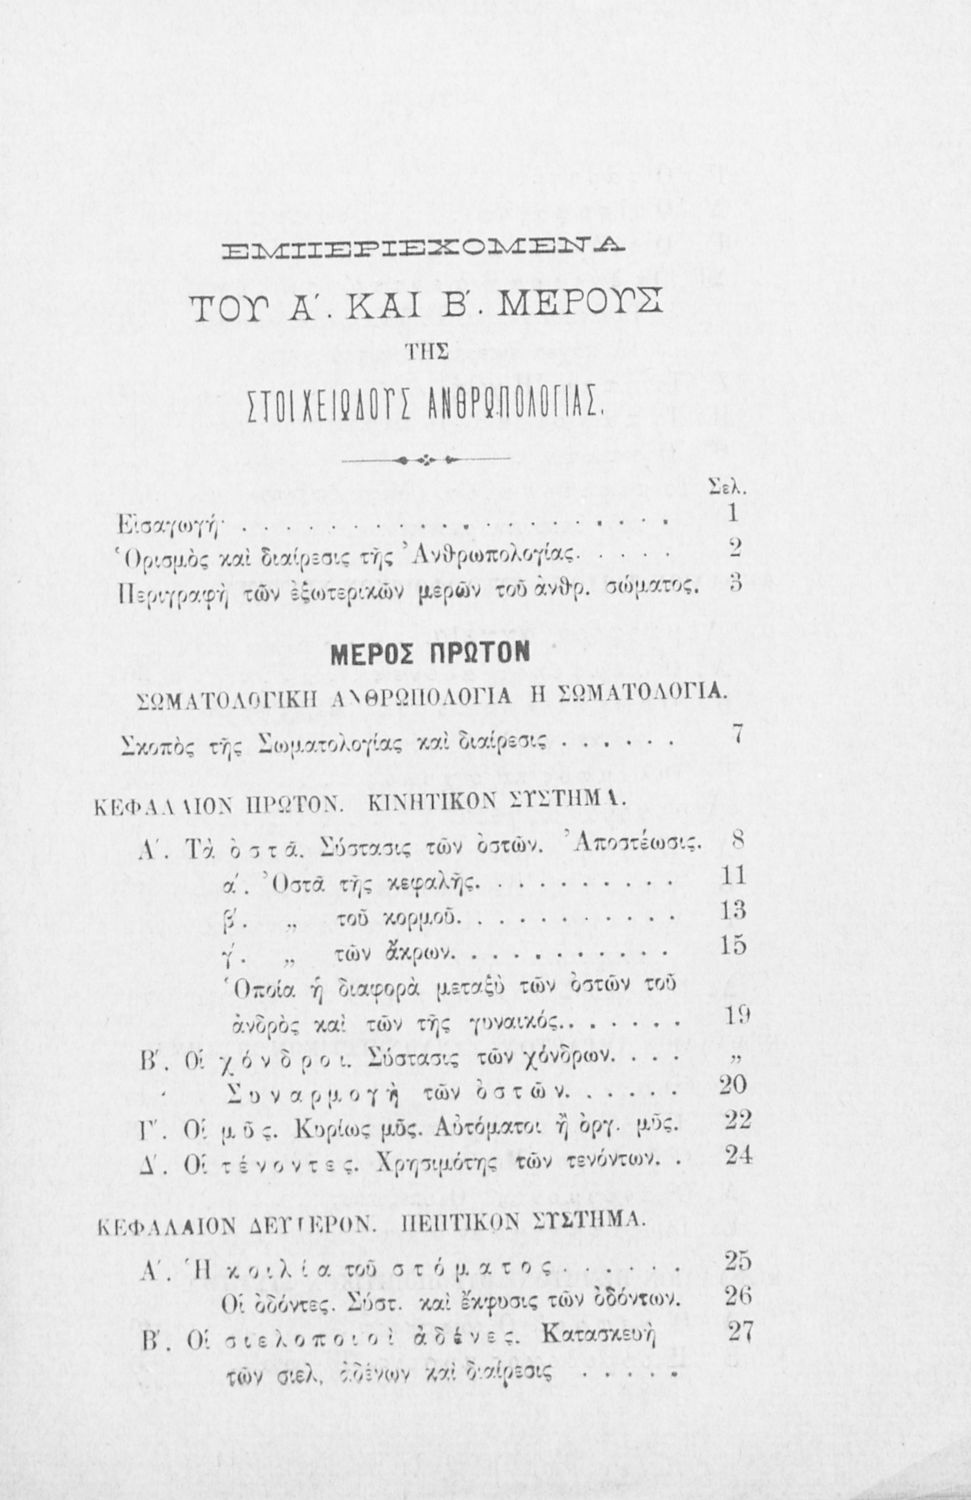 ΕΜΠΕΡΙΕΧΟΜΕΝΑ
ΤΟΥ Α΄. ΚΑΙ Β΄. ΜΕΡΟΥΣ
ΤΗΣ
ΣΤΟΙΧΕΙΩΔΟΥΣ ΑΝΘΡΩΠΟΛΟΓΙΑΣ.
Σελ.
Εἰσαγωγή . . . . . . . . . . . . . . . 1
Ὁρισμὸς καὶ διαίρεσις τῆς Ἀνθρωπολογίας. . . . . 2
Περιγραφὴ τῶν ἐξωτερικῶν μερῶν τοῦ ἀνθρ. σώματος. 3
ΜΕΡΟΣ ΠΡΩΤΟΝ
ΣΩΜΑΤΟΛΟΓΙΚΗ ΑΝΘΡΩΠΟΛΟΓΙΑ Η ΣΩΜΑΤΟΛΟΓΙΑ.
Σκοπὸς τῆς Σωματολογίας καὶ διαίρεσις . . . . . . 7
ΚΕΦΑΛΑΙΟΝ ΠΡΩΤΟΝ. ΚΙΝΗΤΙΚΟΝ ΣΥΣΤΗΜΑ.
Α΄. Τὰ ὀστᾶ. Σύστασις τῶν ὀστῶν. Ἀποστέωσις. 8
α΄. Ὀστᾶ τῆς κεφαλῆς. . . . . . . . . . 11
β΄. „ τοῦ κορμοῦ. . . . . . . . . . . 13
γ΄. „ τῶν ἄκρων. . . . . . . . . . . 15
Ὁποία ἡ διαφορὰ μεταξὺ τῶν ὀστῶν τοῦ
ἀνδρὸς καὶ τῶν τῆς γυναικός. . . . . . . 19
Β΄. Οἱ χόνδροι. Σύστασις τῶν χόνδρων. . . . „
Συναρμογὴ τῶν ὀστῶν. . . . . . 20
Γ΄. Οἱ μῦς. Κυρίως μῦς. Αὐτόματοι ἢ ὀργ. μῦς. 22
Δ΄. Οἱ τένοντες. Χρησιμότης τῶν τενόντων. . 24
ΚΕΦΑΛΑΙΟΝ ΔΕΥΤΕΡΟΝ. ΠΕΠΤΙΚΟΝ ΣΥΣΤΗΜΑ.
Α΄. Ἡ κοιλία τοῦ στόματος . . . . . . 25
Οἱ ὀδόντες. Σύστ. καὶ ἔκφυσις τῶν ὀδόντων. 26
Β΄. Οἱ σιελοποιοὶ ἀδένες. Κατασκευὴ 27
τῶν σιελ. ἀδένων καὶ διαίρεσις . . . . .